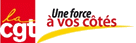 la
cgt
Une force
à vos côtés